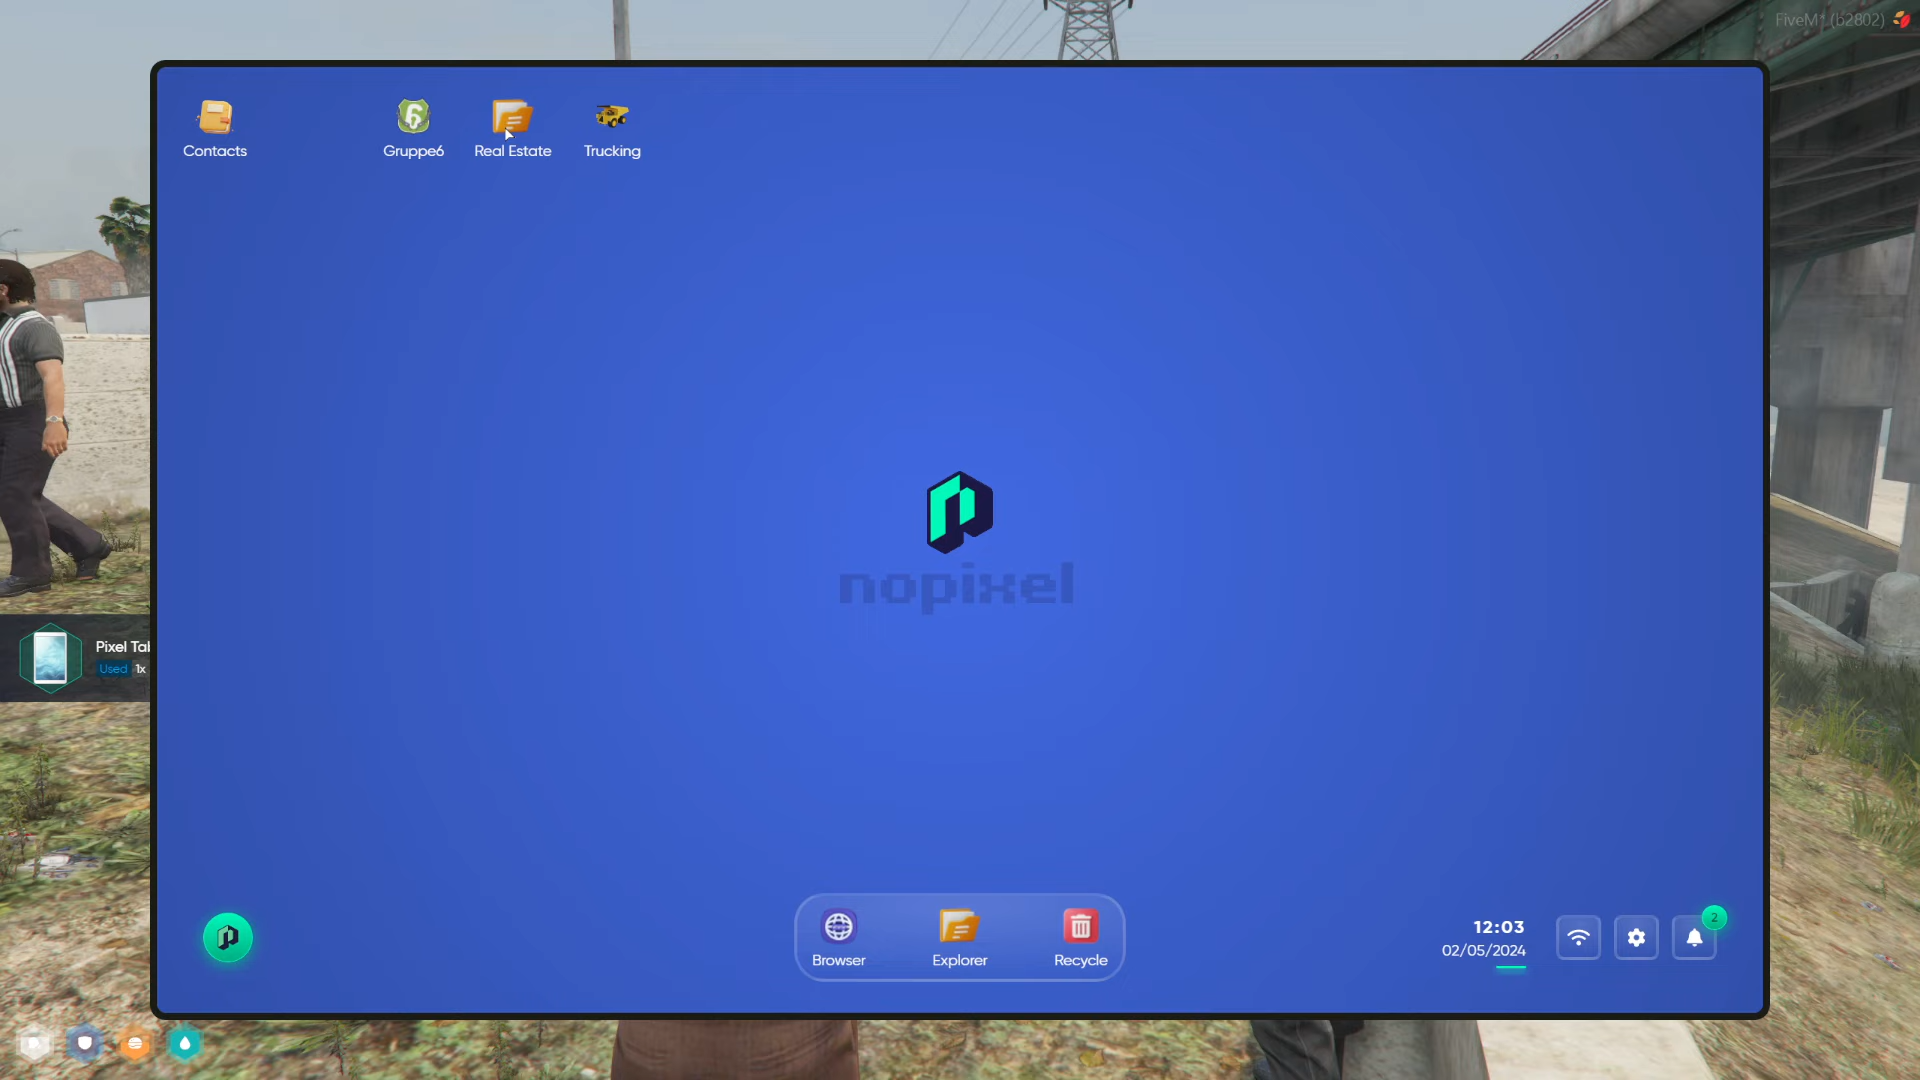 FiveM* (b2802)
Contacts
Gruppe6
Real Estate
Trucking
nopixel
Pixel Tab
Used 1x
Browser
Explorer
Recycle
12:03
02/05/2024
2